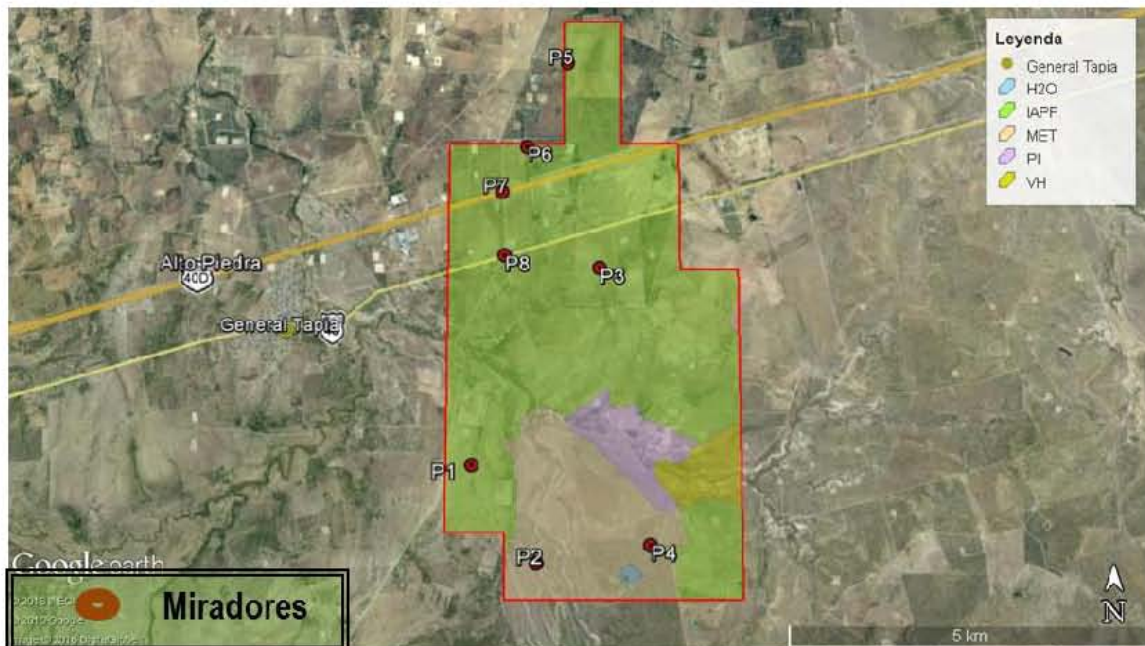 Leyenda
General Tapia
H2O
IAPF
MET
PI
VH
P5
P6
P7
P8
P3
Alto Piedra
40D
General Tapia
P1
P2
P4
Google earth
Miradores
N
5 km